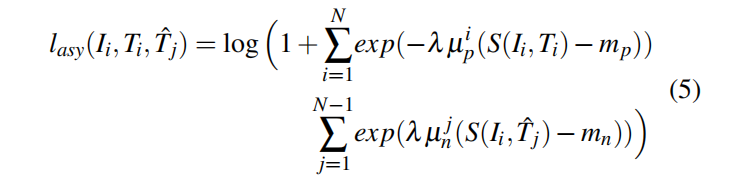 l_{asy}(I_i, T_i, \hat{T}_j) = \log \Big( 1 + \sum_{i=1}^{N} exp(-\lambda \mu_p^i (S(I_i, T_i) - m_p))
(5)
\sum_{j=1}^{N-1} exp(\lambda \mu_n^j (S(I_i, \hat{T}_j) - m_n)) \Big)